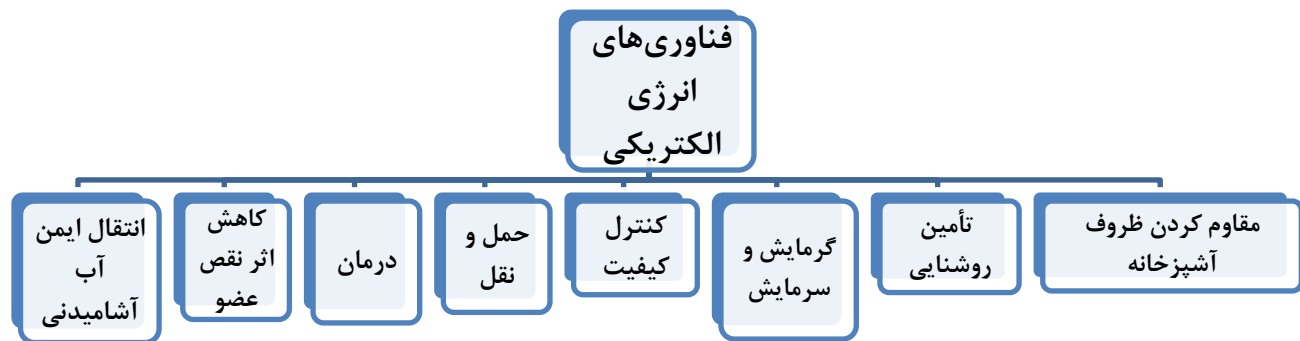 فناوری‌های
انرژی
الکتریکی
مقاوم کردن ظروف
آشپزخانه
تأمین
روشنایی
گرمایش و
سرمایش
کنترل
کیفیت
حمل و
نقل
درمان
کاهش
اثر نقص
عضو
انتقال ایمن
آب
آشامیدنی